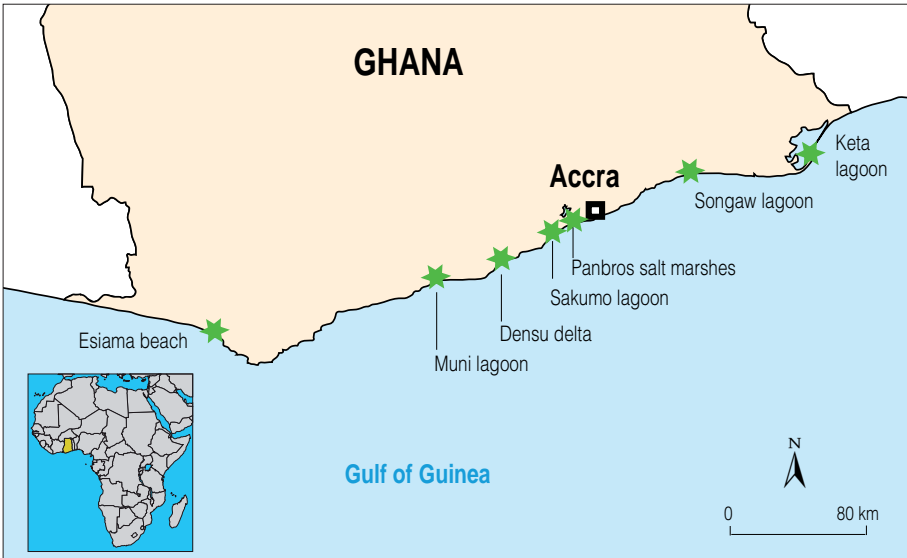 GHANA
Keta
lagoon
Accra
Songaw lagoon
Panbros salt marshes
Sakumo lagoon
Densu delta
Esiama beach
Muni lagoon
Gulf of Guinea
N
0 80 km